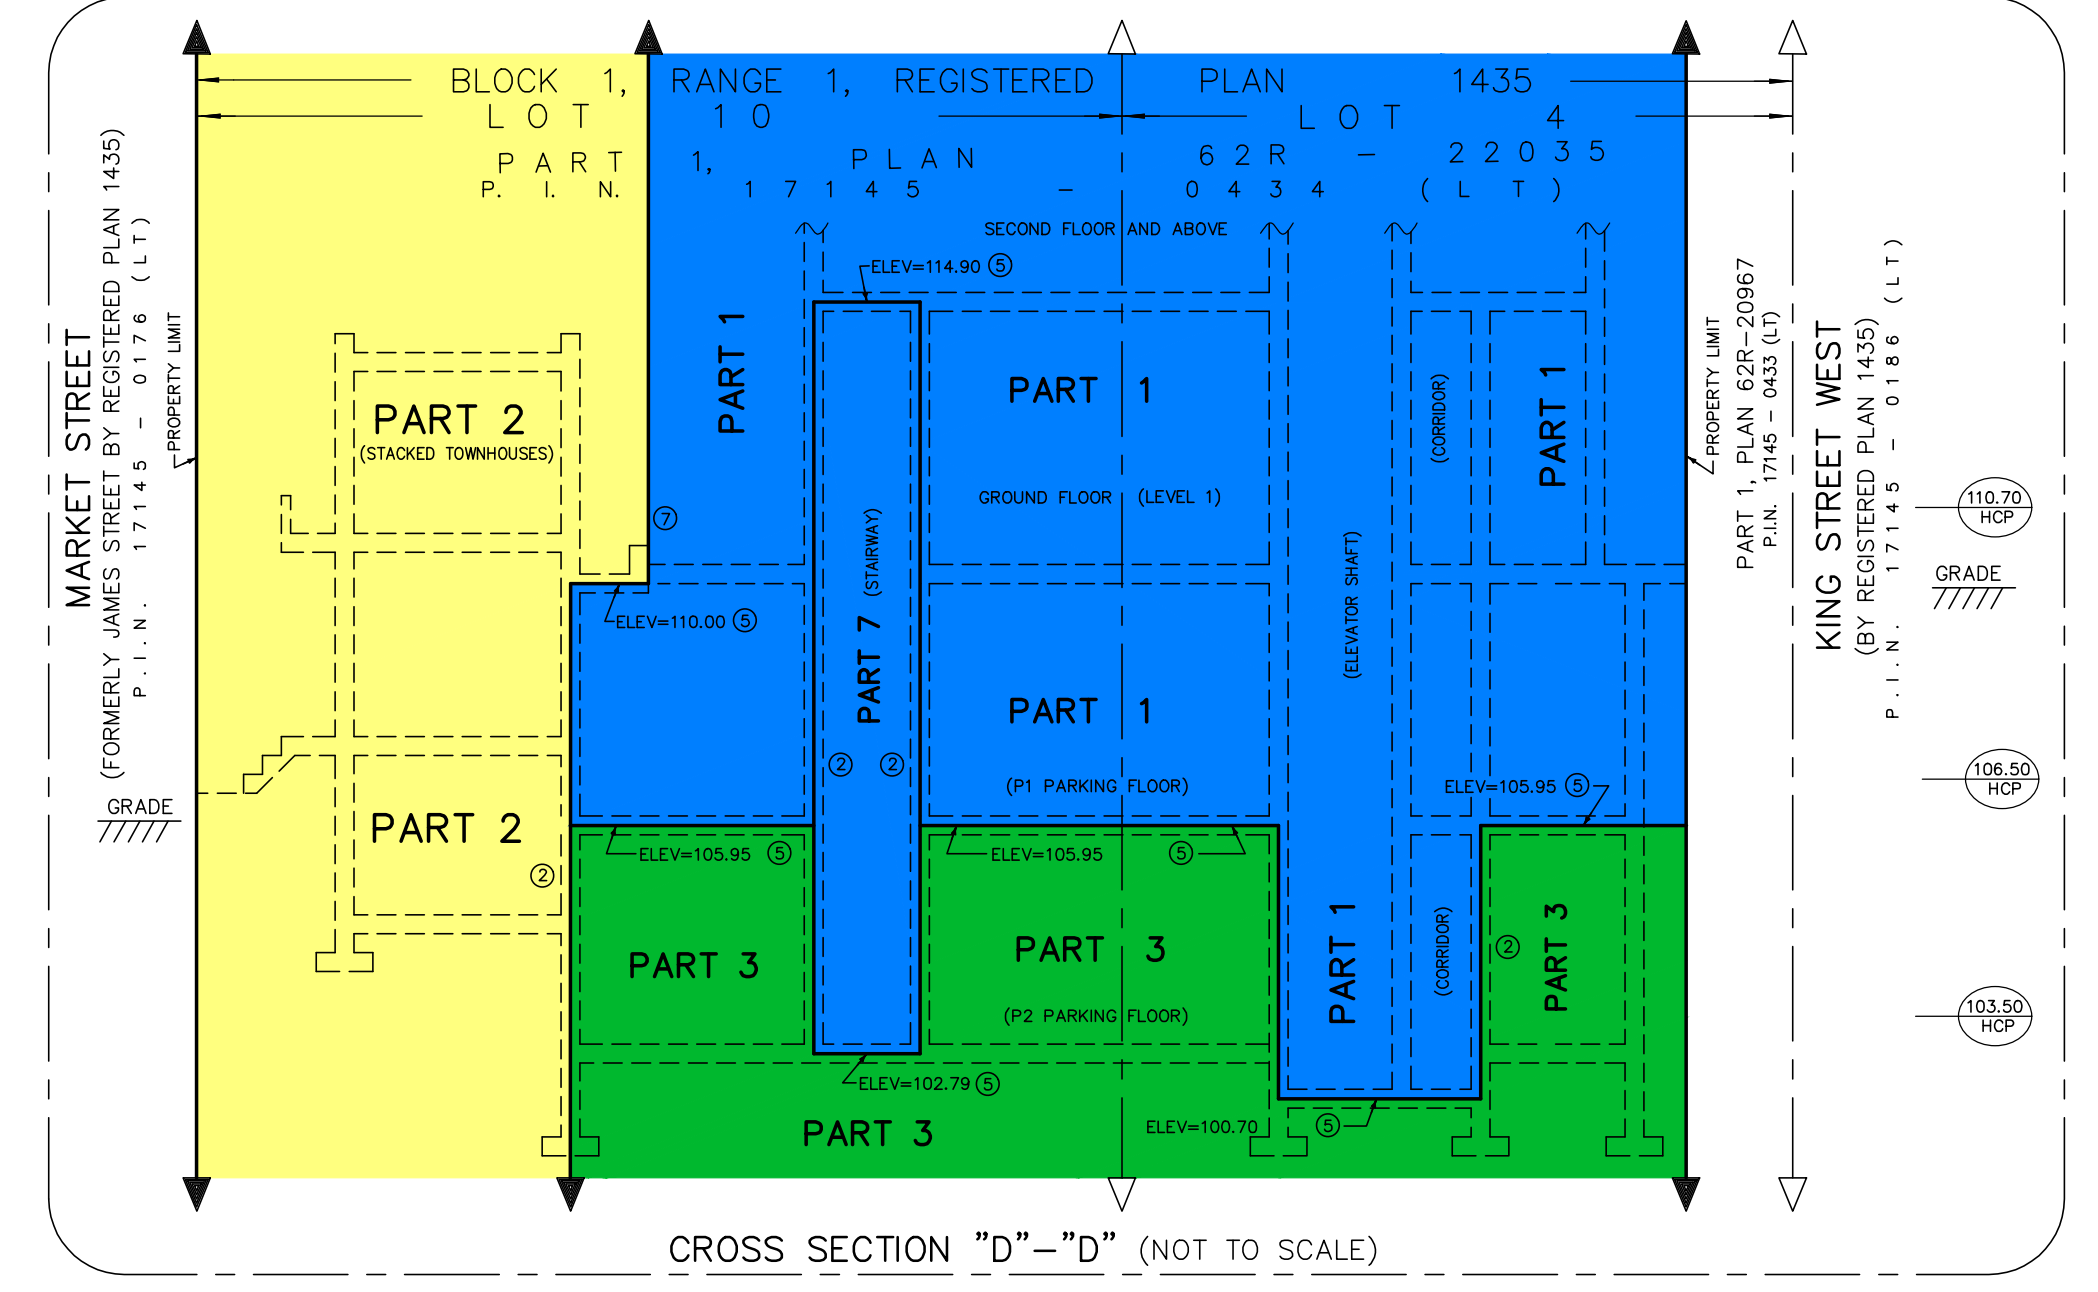 BLOCK 1, RANGE 1, REGISTERED PLAN 1435
LOT 10 LOT 4
PART 1, PLAN 62R - 22035
P. I. N. 17145 - 0434 (LT)
SECOND FLOOR AND ABOVE
ELEV=114.90 5
MARKET STREET
(FORMERLY JAMES STREET BY REGISTERED PLAN 1435)
P.I.N. 17145 - 0176 (LT)
PROPERTY LIMIT
GRADE
PART 2
(STACKED TOWNHOUSES)
PART 2
2
PART 1
7
ELEV=110.00 5
PART 7 (STAIRWAY)
2 2
PART 1
GROUND FLOOR (LEVEL 1)
PART 1
(P1 PARKING FLOOR)
(ELEVATOR SHAFT)
(CORRIDOR)
PART 1
ELEV=105.95 5
ELEV=105.95 5
ELEV=105.95 5
PART 3
PART 3
(P2 PARKING FLOOR)
PART 1
(CORRIDOR)
2
PART 3
ELEV=102.79 5
PART 3
ELEV=100.70 5
PROPERTY LIMIT
PART 1, PLAN 62R-20967
P.I.N. 17145 - 0433 (LT)
KING STREET WEST
(BY REGISTERED PLAN 1435)
P.I.N. 17145 - 0186 (LT)
110.70
HCP
GRADE
106.50
HCP
103.50
HCP
CROSS SECTION "D"-"D" (NOT TO SCALE)